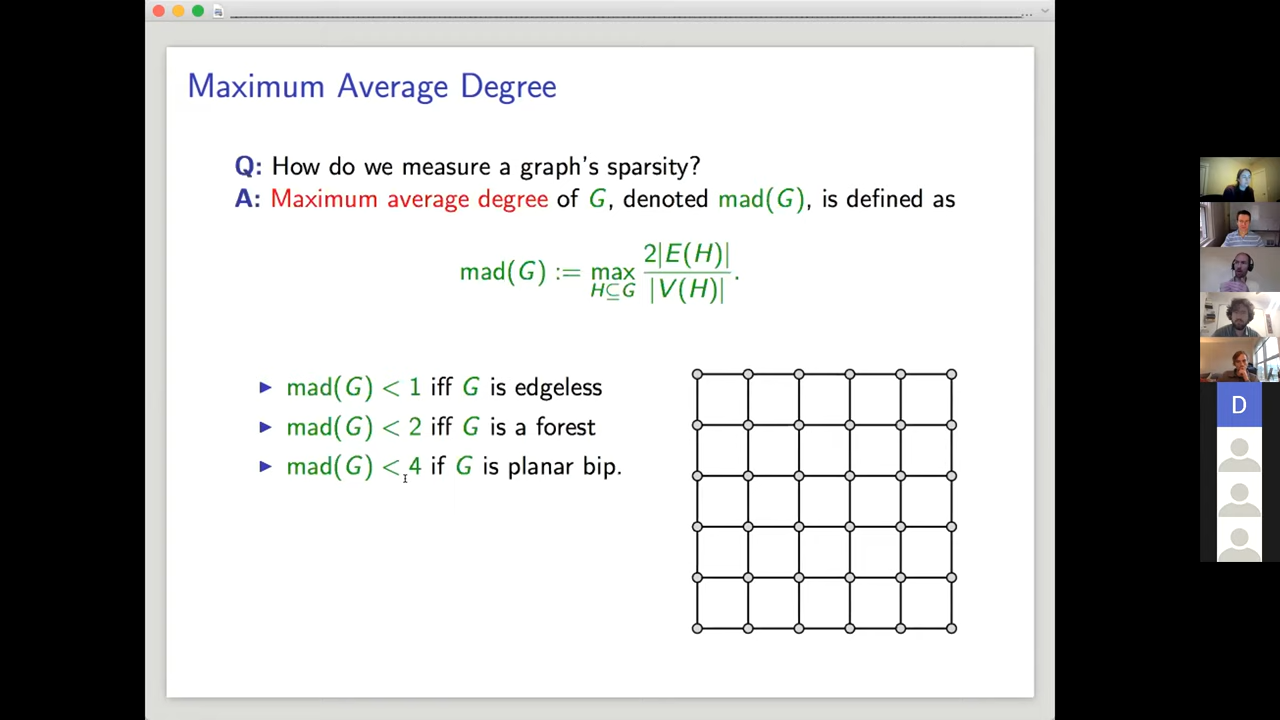 Maximum Average Degree
Q: How do we measure a graph's sparsity?
A: Maximum average degree of G, denoted mad(G), is defined as
mad(G) := max_{H⊆G} 2|E(H)| / |V(H)|.
▶ mad(G) < 1 iff G is edgeless
▶ mad(G) < 2 iff G is a forest
▶ mad(G) < 4 if G is planar bip.
D